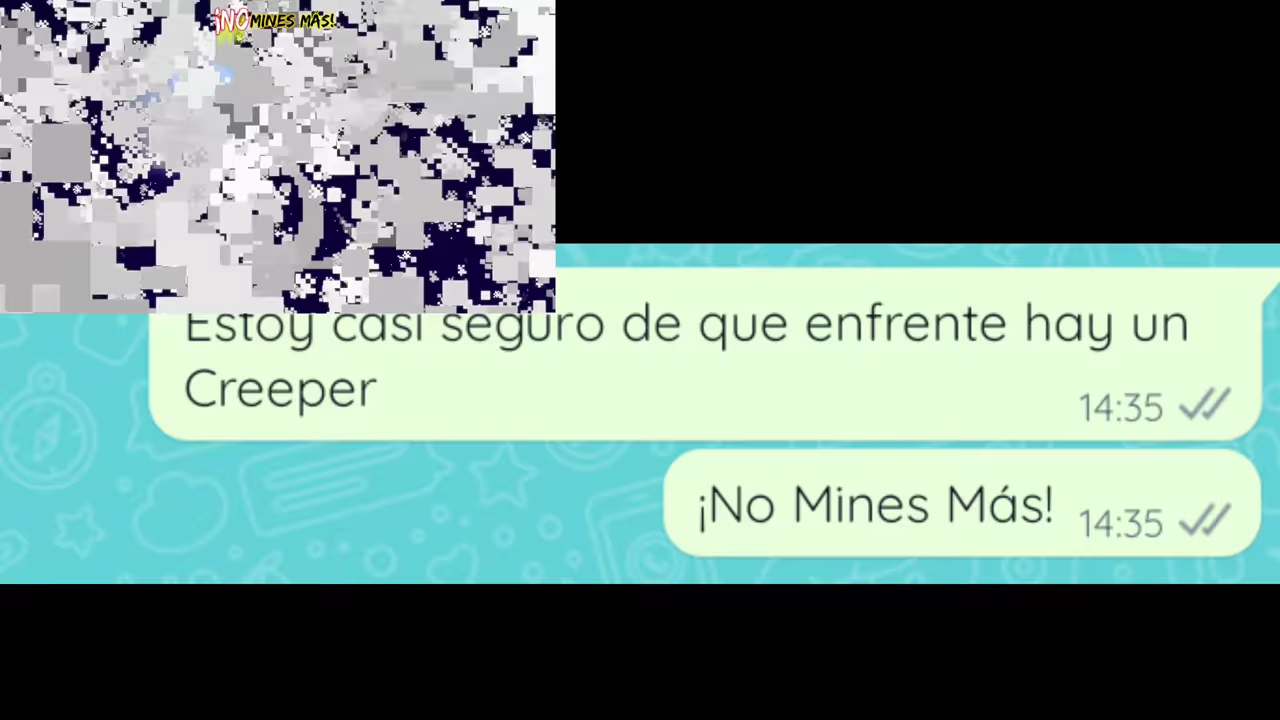 ¡NO MINES MÁS!
Estoy casi seguro de que enfrente hay un
Creeper
14:35
¡No Mines Más! 14:35